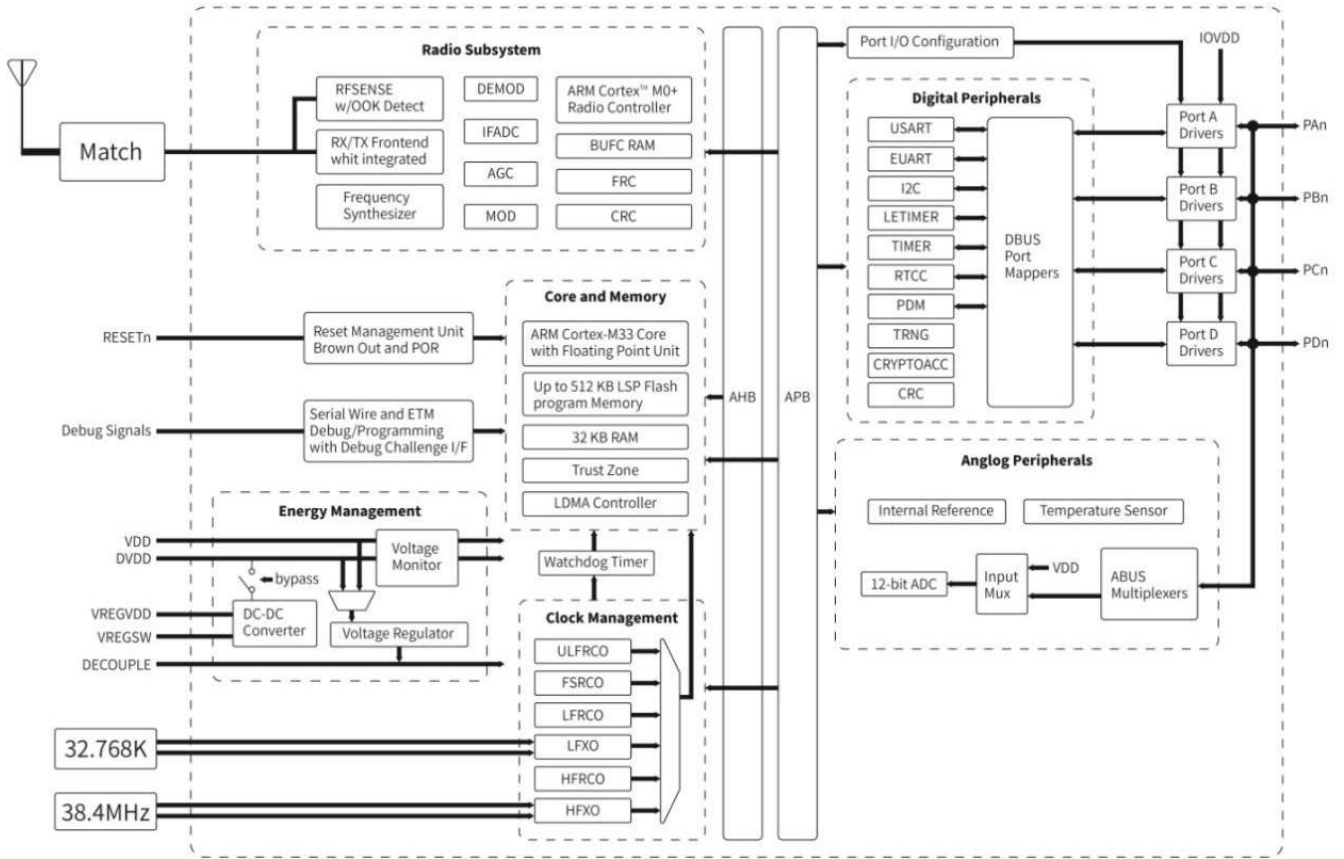 Radio Subsystem
RFSENSE
w/OOK Detect
RX/TX Frontend
whit integrated
Frequency
Synthesizer
DEMOD
IFADC
AGC
MOD
ARM Cortex™ M0+
Radio Controller
BUFC RAM
FRC
CRC
Match
RESETn
Reset Management Unit
Brown Out and POR
Debug Signals
Serial Wire and ETM
Debug/Programming
with Debug Challenge I/F
Core and Memory
ARM Cortex-M33 Core
with Floating Point Unit
Up to 512 KB LSP Flash
program Memory
32 KB RAM
Trust Zone
LDMA Controller
Energy Management
VDD
DVDD
Voltage
Monitor
bypass
VREGVDD
VREGSW
DC-DC
Converter
Voltage Regulator
DECOUPLE
Watchdog Timer
Clock Management
ULFRCO
FSRCO
LFRCO
LFXO
HFRCO
HFXO
32.768K
38.4MHz
AHB
APB
Port I/O Configuration
IOVDD
Digital Peripherals
USART
EUART
I2C
LETIMER
TIMER
RTCC
PDM
TRNG
CRYPTOACC
CRC
DBUS
Port
Mappers
Port A
Drivers
Port B
Drivers
Port C
Drivers
Port D
Drivers
PAn
PBn
PCn
PDn
Anglog Peripherals
Internal Reference
Temperature Sensor
12-bit ADC
Input
Mux
VDD
ABUS
Multiplexers